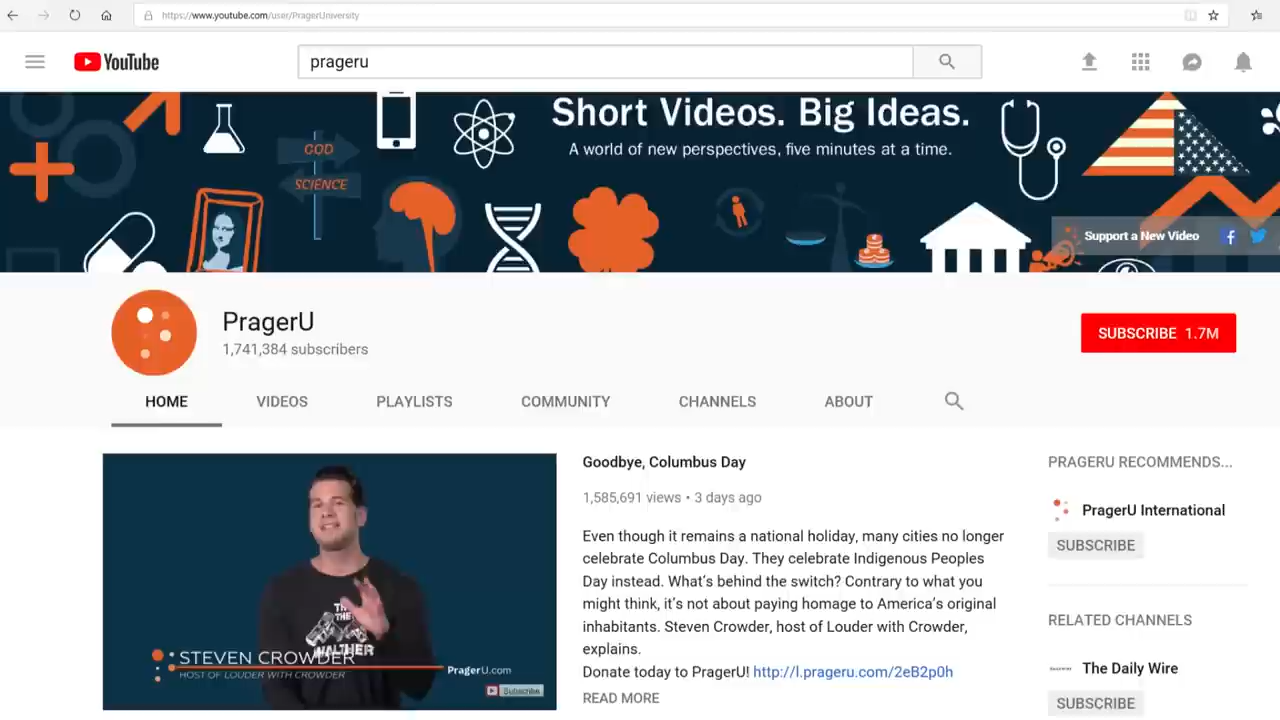 https://www.youtube.com/user/PragerUniversity
YouTube
prageru
Short Videos. Big Ideas.
A world of new perspectives, five minutes at a time.
GOD
SCIENCE
Support a New Video
PragerU
1,741,384 subscribers
SUBSCRIBE 1.7M
HOME VIDEOS PLAYLISTS COMMUNITY CHANNELS ABOUT
Goodbye, Columbus Day
1,585,691 views • 3 days ago
Even though it remains a national holiday, many cities no longer
celebrate Columbus Day. They celebrate Indigenous Peoples
Day instead. What's behind the switch? Contrary to what you
might think, it's not about paying homage to America's original
inhabitants. Steven Crowder, host of Louder with Crowder,
explains.
Donate today to PragerU! http://l.prageru.com/2eB2p0h
READ MORE
WALTHER
STEVEN CROWDER
HOST OF LOUDER WITH CROWDER
PragerU.com
Subscribe
PRAGERU RECOMMENDS...
PragerU International
SUBSCRIBE
RELATED CHANNELS
The Daily Wire
SUBSCRIBE